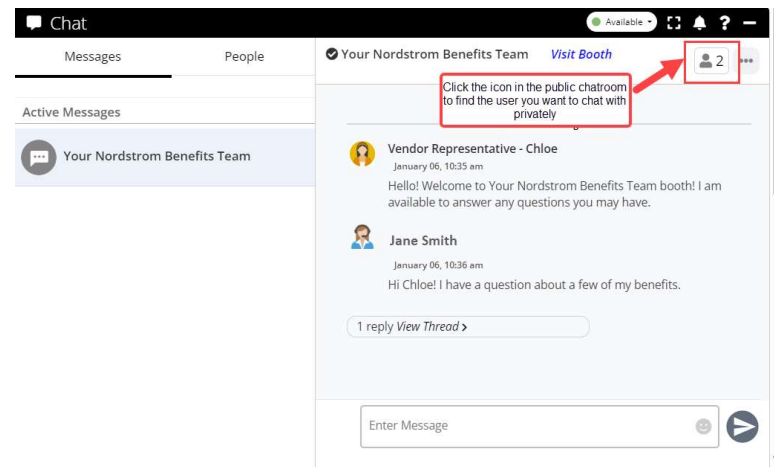 Chat
Available
?
Messages
People
Active Messages
Your Nordstrom Benefits Team
Your Nordstrom Benefits Team
Visit Booth
2
Click the icon in the public chatroom
to find the user you want to chat with
privately
Vendor Representative - Chloe
January 06, 10:35 am
Hello! Welcome to Your Nordstrom Benefits Team booth! I am
available to answer any questions you may have.
Jane Smith
January 06, 10:36 am
Hi Chloe! I have a question about a few of my benefits.
1 reply View Thread >
Enter Message